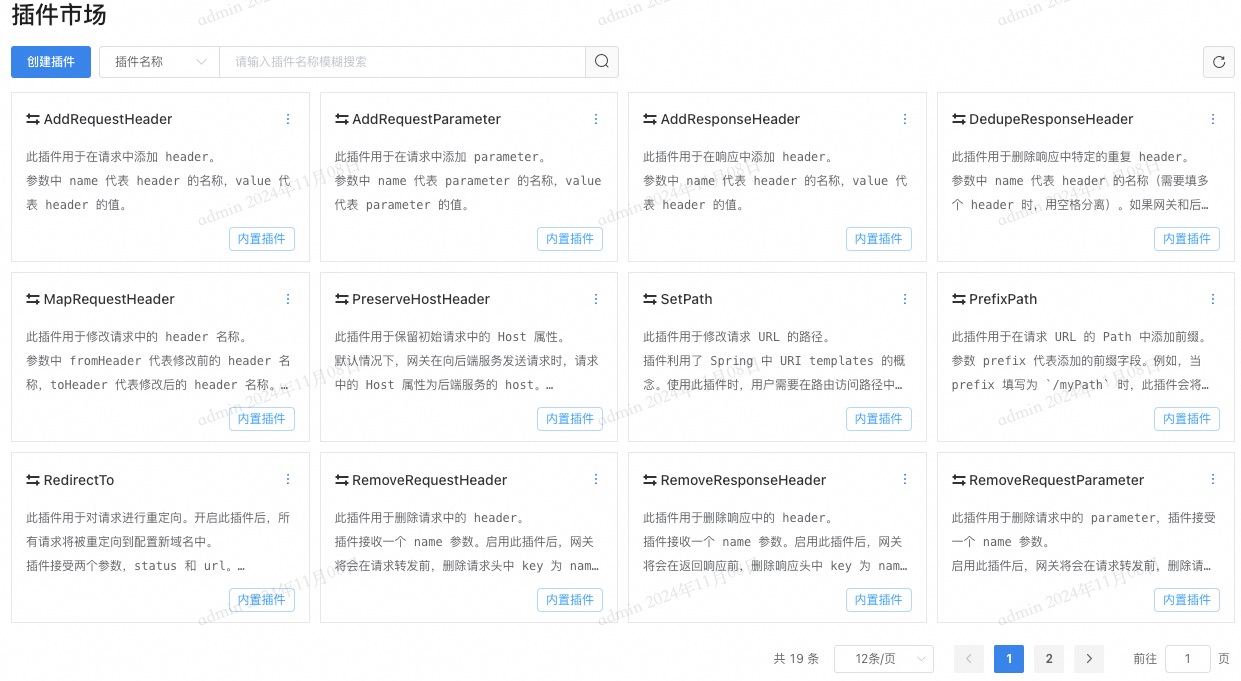 插件市场
创建插件
插件名称
请输入插件名称模糊搜索
AddRequestHeader
此插件用于在请求中添加 header。
参数中 name 代表 header 的名称，value 代
表 header 的值。
内置插件
AddRequestParameter
此插件用于在请求中添加 parameter。
参数中 name 代表 parameter 的名称，value
代表 parameter 的值。
内置插件
AddResponseHeader
此插件用于在响应中添加 header。
参数中 name 代表 header 的名称，value 代
表 header 的值。
内置插件
DedupeResponseHeader
此插件用于删除响应中特定的重复 header。
参数中 name 代表 header 的名称（需要填多
个 header 时，用空格分离）。如果网关和后…
内置插件
MapRequestHeader
此插件用于修改请求中的 header 名称。
参数中 fromHeader 代表修改前的 header 名
称，toHeader 代表修改后的 header 名称。…
内置插件
PreserveHostHeader
此插件用于保留初始请求中的 Host 属性。
默认情况下，网关在向后端服务发送请求时，请求
中的 Host 属性为后端服务的 host。…
内置插件
SetPath
此插件用于修改请求 URL 的路径。
插件利用了 Spring 中 URI templates 的概
念。使用此插件时，用户需要在路由访问路径中…
内置插件
PrefixPath
此插件用于在请求 URL 的 Path 中添加前缀。
参数 prefix 代表添加的前缀字段。例如，当
prefix 填写为 `/myPath` 时，此插件会将…
内置插件
RedirectTo
此插件用于对请求进行重定向。开启此插件后，所
有请求将被重定向到配置新域名中。
插件接受两个参数，status 和 url。…
内置插件
RemoveRequestHeader
此插件用于删除请求中的 header。
插件接收一个 name 参数。启用此插件后，网关
将会在请求转发前，删除请求头中 key 为 nam…
内置插件
RemoveResponseHeader
此插件用于删除响应中的 header。
插件接收一个 name 参数。启用此插件后，网关
将会在返回响应前，删除响应头中 key 为 nam…
内置插件
RemoveRequestParameter
此插件用于删除请求中的 parameter，插件接受
一个 name 参数。
启用此插件后，网关将会在请求转发前，删除请…
内置插件
共 19 条
12条/页
1
2
前往
1
页
admin 2024年11月08日